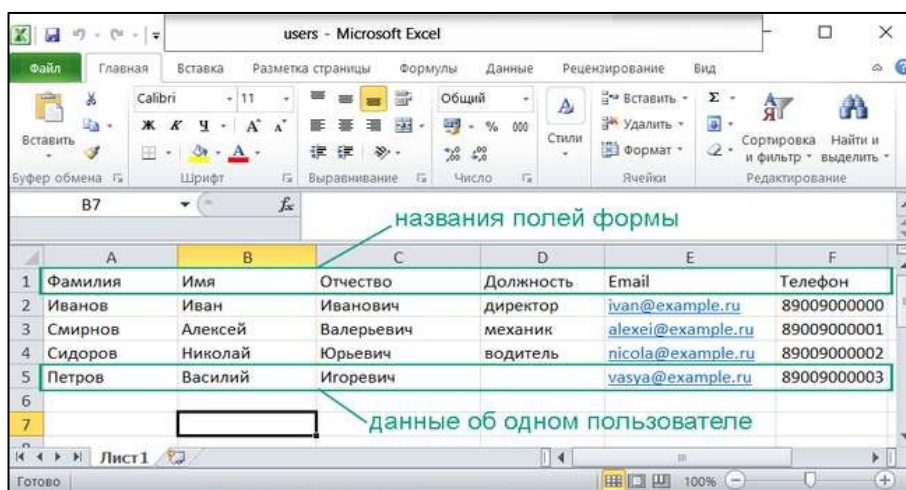 users - Microsoft Excel
Файл Главная Вставка Разметка страницы Формулы Данные Рецензирование Вид
Calibri 11 Общий Вставить Σ
Вставить Ж К Ч А А % 000 Стили Удалить Сортировка и фильтр Найти и выделить
А Формат
Буфер обмена Шрифт Выравнивание Число Ячейки Редактирование
B7 fx
названия полей формы
A B C D E F
1 Фамилия Имя Отчество Должность Email Телефон
2 Иванов Иван Иванович директор ivan@example.ru 89009000000
3 Смирнов Алексей Валерьевич механик alexei@example.ru 89009000001
4 Сидоров Николай Юрьевич водитель nicola@example.ru 89009000002
5 Петров Василий Игоревич vasya@example.ru 89009000003
6
7 данные об одном пользователе
Лист1
Готово 100%